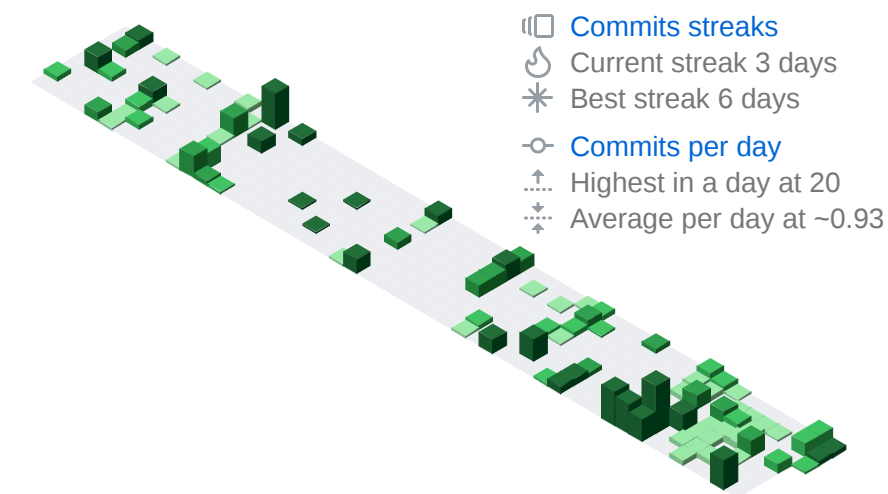 Commits streaks
Current streak 3 days
Best streak 6 days
Commits per day
Highest in a day at 20
Average per day at ~0.93